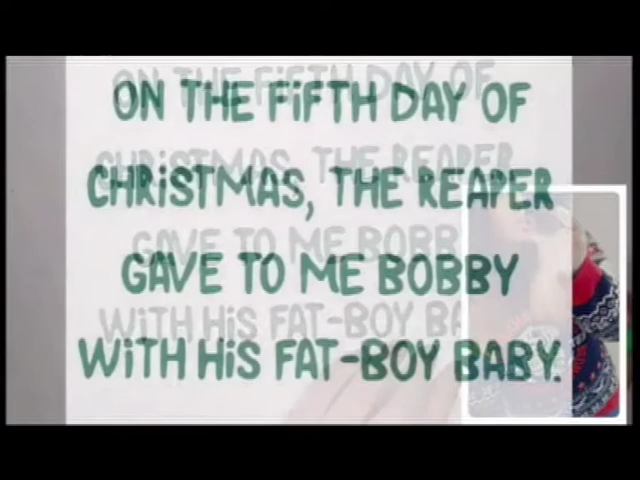 ON THE FiFTH DAY OF
CHRiSTMAS, THE REAPER
GAVE TO ME BOBBY
WiTH HiS FAT-BOY BABY.